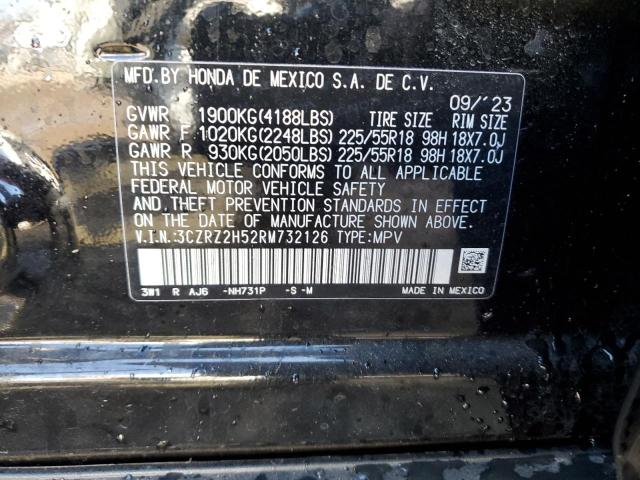 MFD.BY HONDA DE MEXICO S.A. DE C.V.
09/'23
GVWR 1900KG(4188LBS) TIRE SIZE RIM SIZE
GAWR F 1020KG(2248LBS) 225/55R18 98H 18X7.0J
GAWR R 930KG(2050LBS) 225/55R18 98H 18X7.0J
THIS VEHICLE CONFORMS TO ALL APPLICABLE
FEDERAL MOTOR VEHICLE SAFETY
AND THEFT PREVENTION STANDARDS IN EFFECT
ON THE DATE OF MANUFACTURE SHOWN ABOVE.
V.I.N.:3CZRZ2H52RM732126 TYPE:MPV
3W1 R AJ6 -NH731P -S -M MADE IN MEXICO